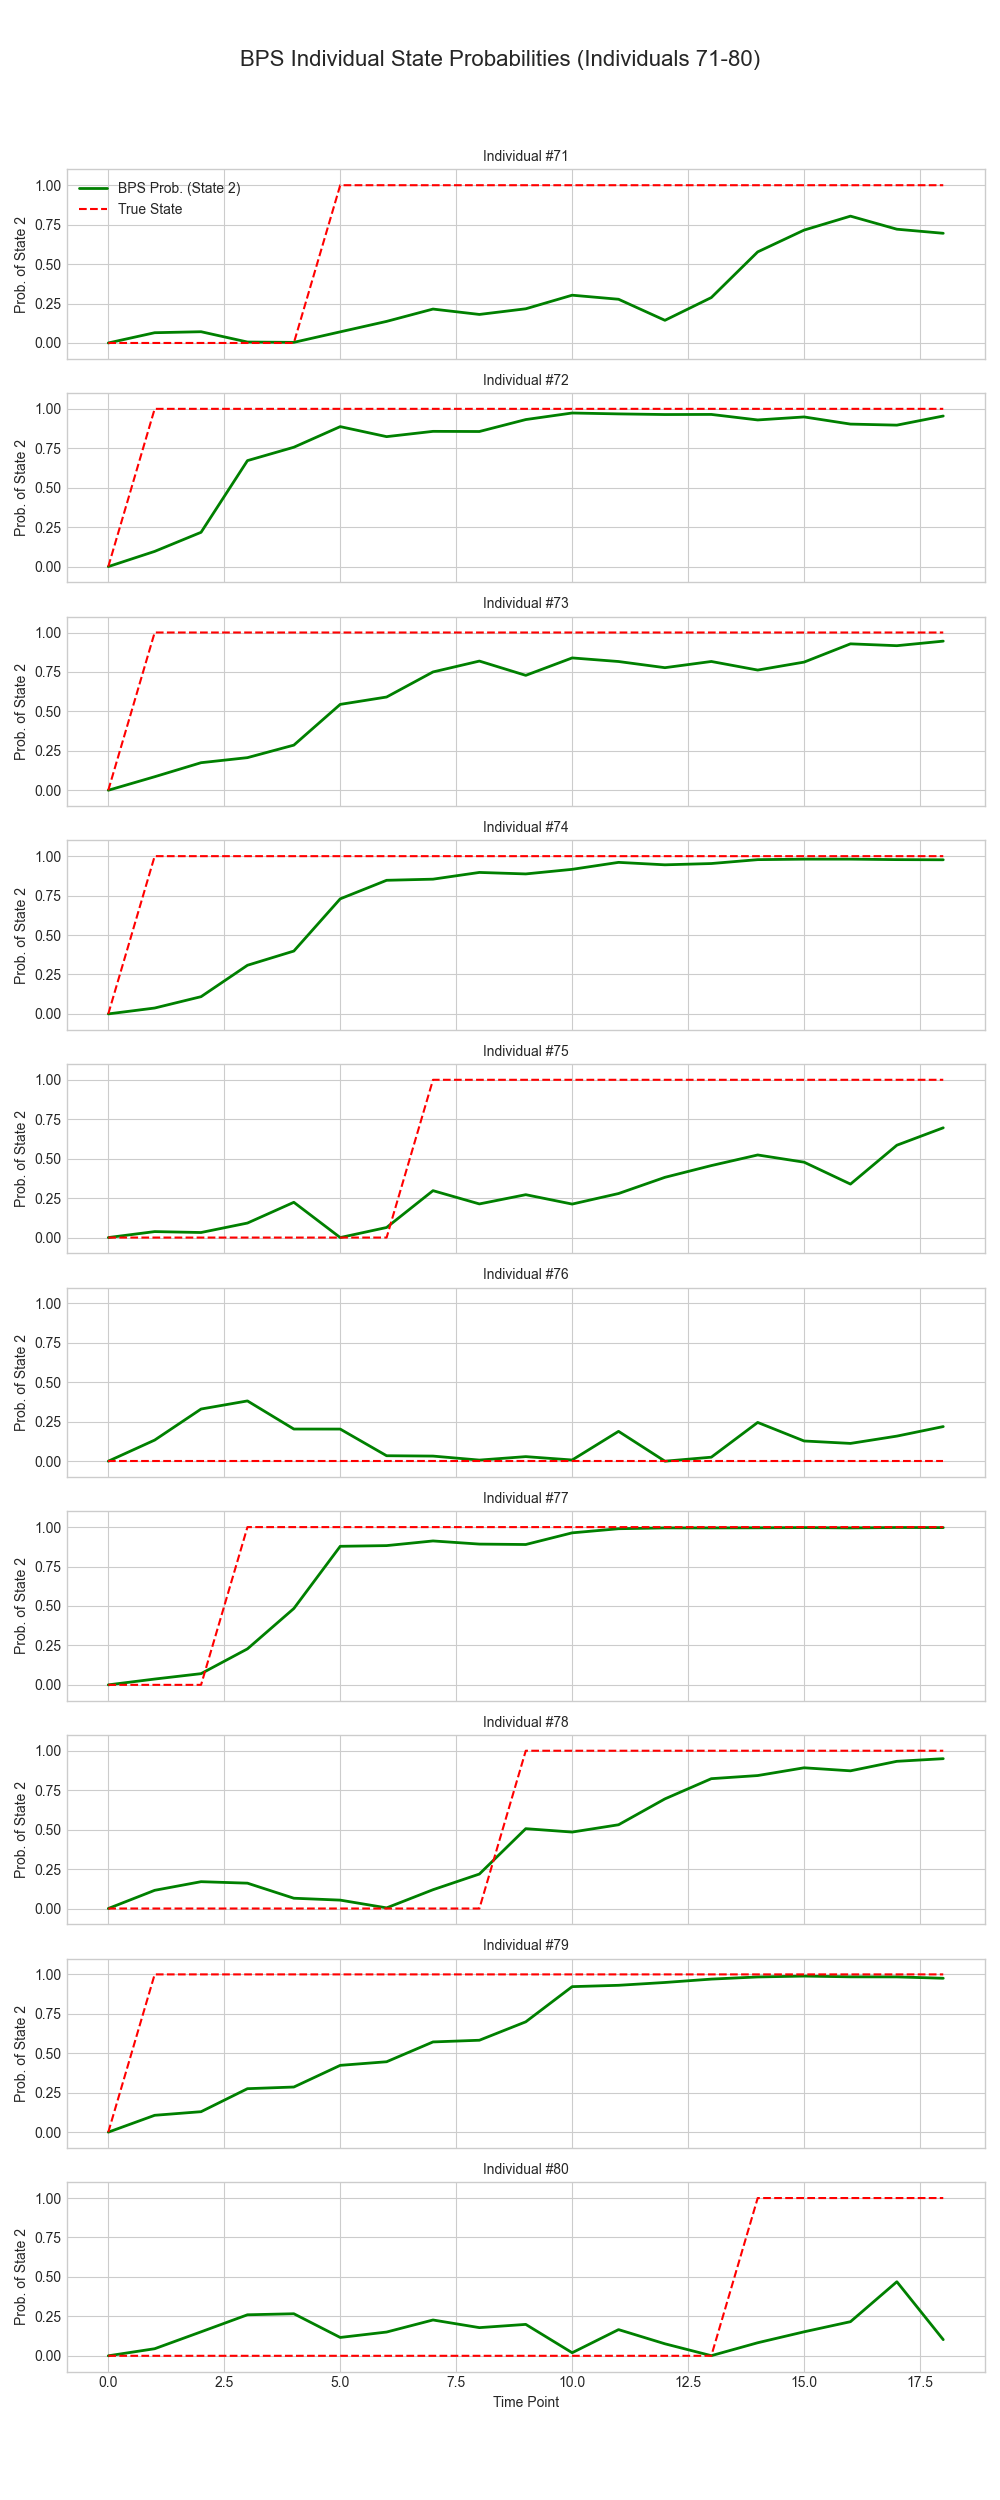 BPS Individual State Probabilities (Individuals 71-80)
Individual #71
Prob. of State 2
1.00
0.75
0.50
0.25
0.00
BPS Prob. (State 2)
True State
Individual #72
Prob. of State 2
1.00
0.75
0.50
0.25
0.00
Individual #73
Prob. of State 2
1.00
0.75
0.50
0.25
0.00
Individual #74
Prob. of State 2
1.00
0.75
0.50
0.25
0.00
Individual #75
Prob. of State 2
1.00
0.75
0.50
0.25
0.00
Individual #76
Prob. of State 2
1.00
0.75
0.50
0.25
0.00
Individual #77
Prob. of State 2
1.00
0.75
0.50
0.25
0.00
Individual #78
Prob. of State 2
1.00
0.75
0.50
0.25
0.00
Individual #79
Prob. of State 2
1.00
0.75
0.50
0.25
0.00
Individual #80
Prob. of State 2
1.00
0.75
0.50
0.25
0.00
0.0 2.5 5.0 7.5 10.0 12.5 15.0 17.5
Time Point